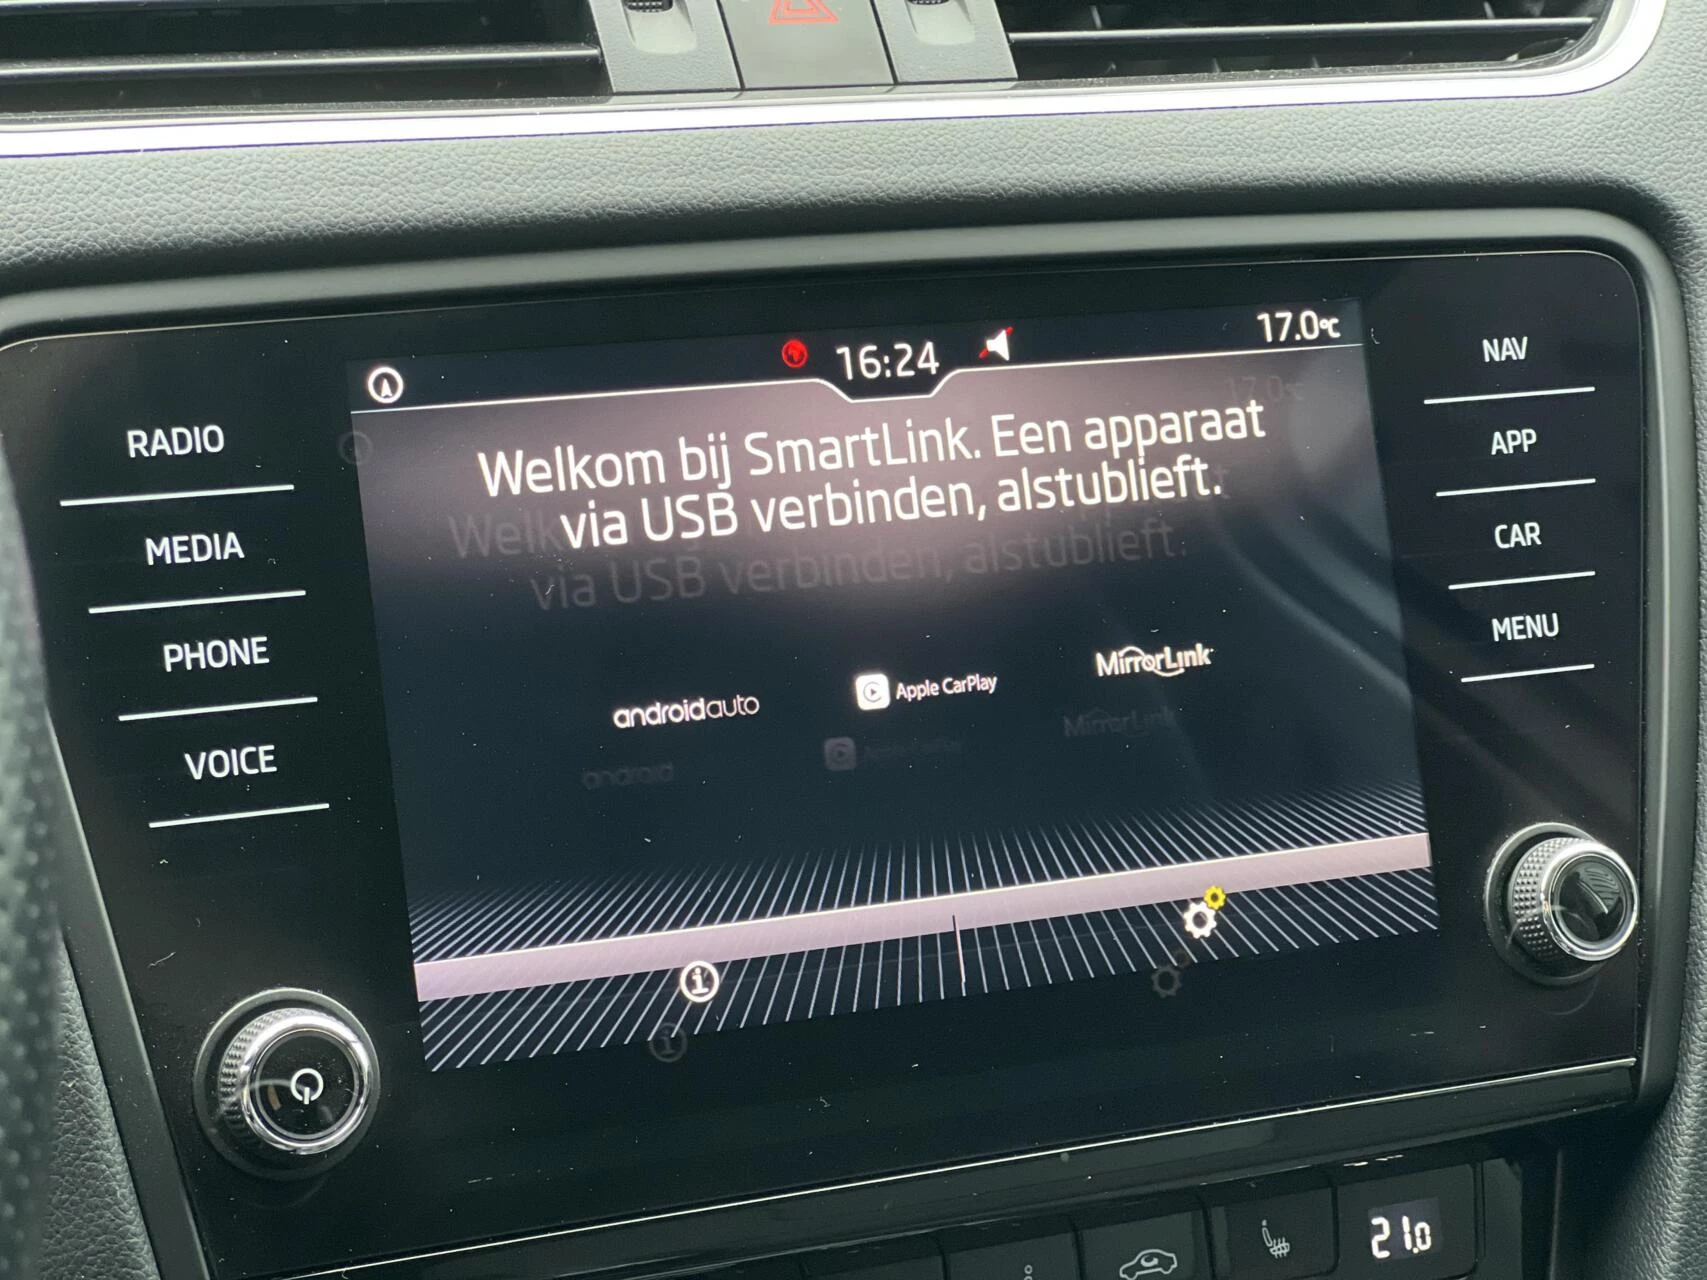 16:24
17.0°C
RADIO
MEDIA
PHONE
VOICE
Welkom bij SmartLink. Een apparaat
via USB verbinden, alstublieft.
androidauto
Apple CarPlay
MirrorLink
NAV
APP
CAR
MENU
21.0